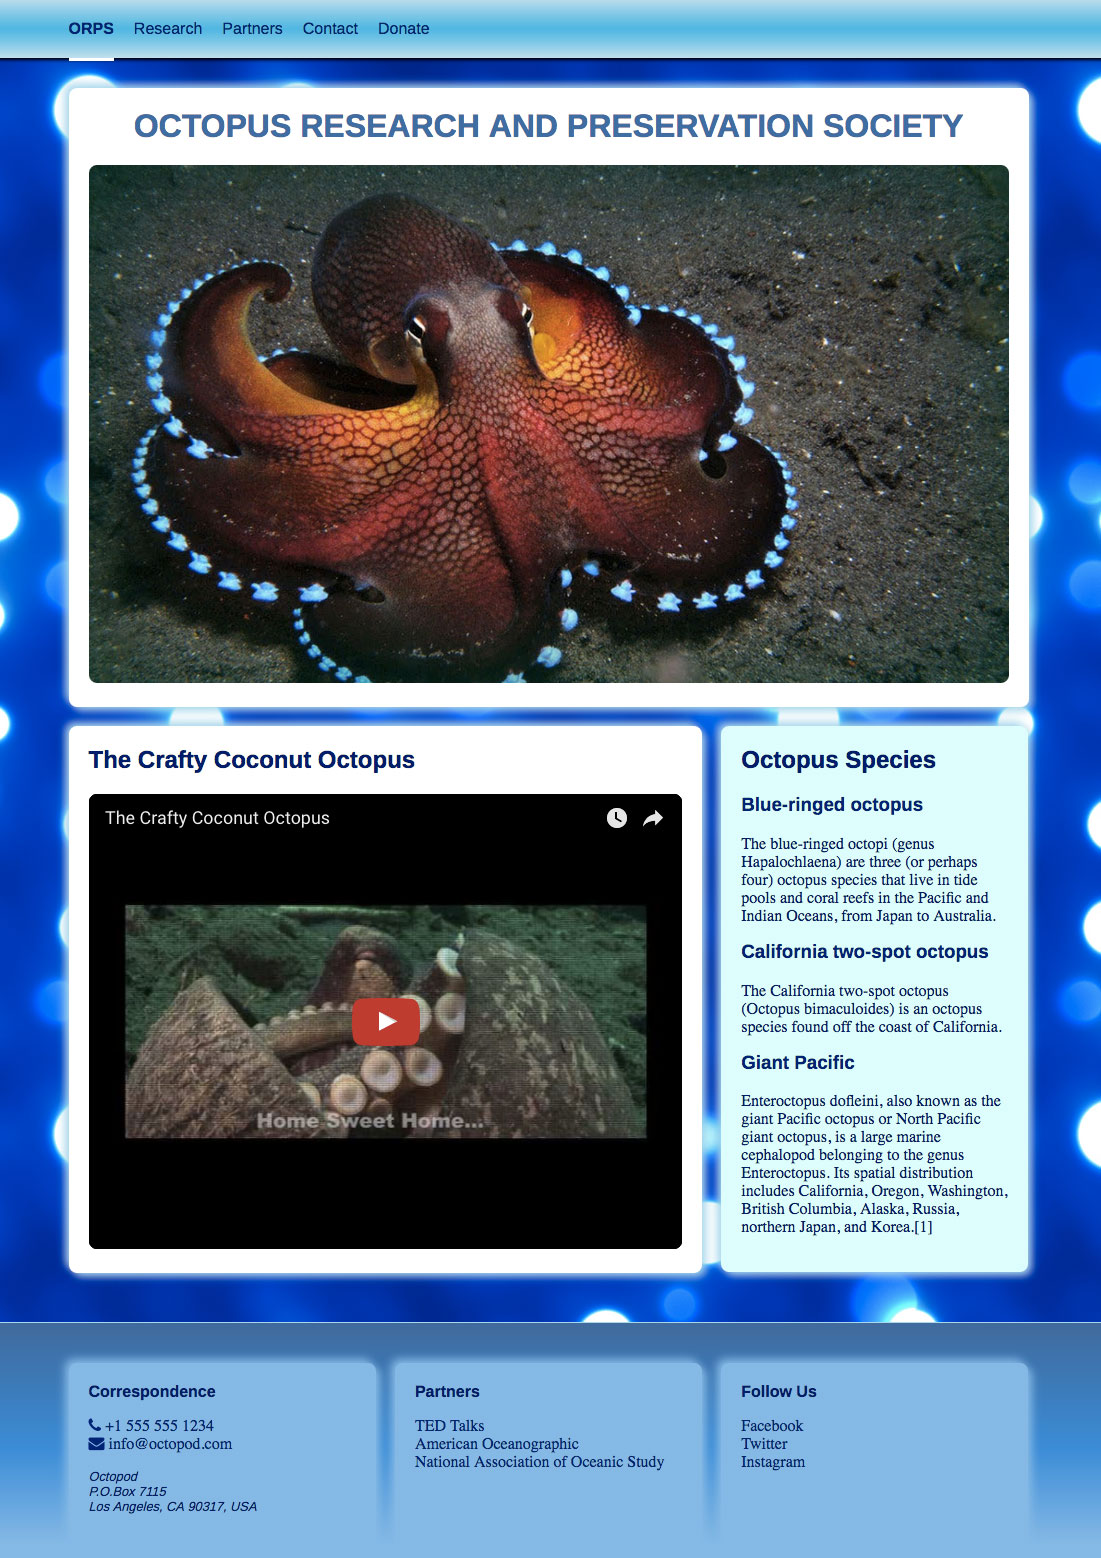 ORPS Research Partners Contact Donate
OCTOPUS RESEARCH AND PRESERVATION SOCIETY
The Crafty Coconut Octopus
The Crafty Coconut Octopus
Home Sweet Home...
Octopus Species
Blue-ringed octopus
The blue-ringed octopi (genus
Hapalochlaena) are three (or perhaps
four) octopus species that live in tide
pools and coral reefs in the Pacific and
Indian Oceans, from Japan to Australia.
California two-spot octopus
The California two-spot octopus
(Octopus bimaculoides) is an octopus
species found off the coast of California.
Giant Pacific
Enteroctopus dofleini, also known as the
giant Pacific octopus or North Pacific
giant octopus, is a large marine
cephalopod belonging to the genus
Enteroctopus. Its spatial distribution
includes California, Oregon, Washington,
British Columbia, Alaska, Russia,
northern Japan, and Korea.[1]
Correspondence
+1 555 555 1234
info@octopod.com
Octopod
P.O.Box 7115
Los Angeles, CA 90317, USA
Partners
TED Talks
American Oceanographic
National Association of Oceanic Study
Follow Us
Facebook
Twitter
Instagram